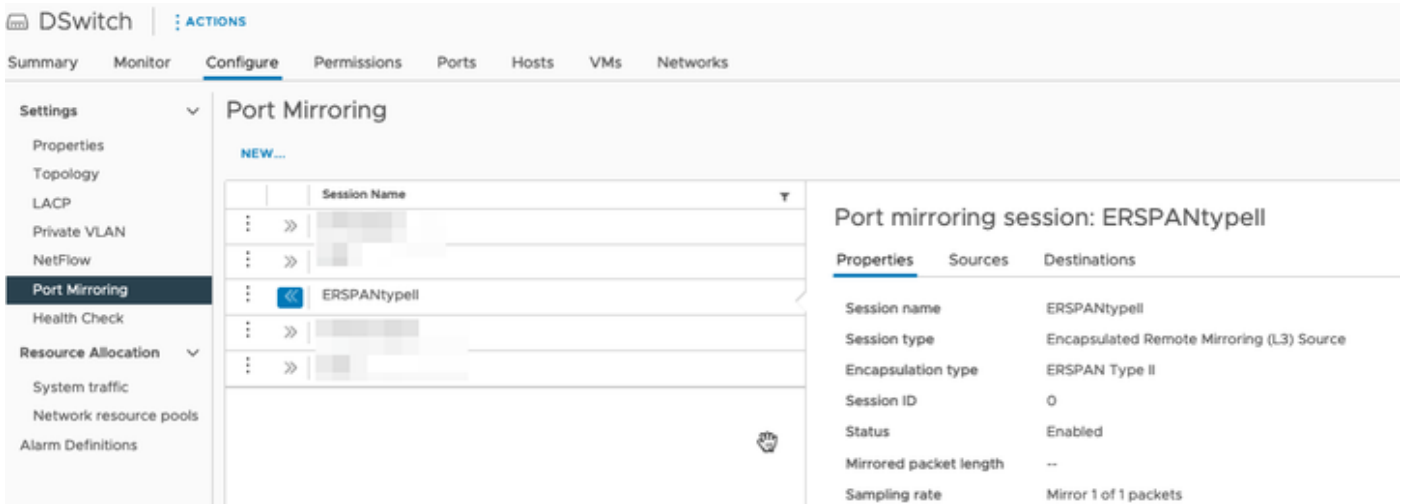 DSwitch
ACTIONS
Summary Monitor Configure Permissions Ports Hosts VMs Networks
Settings
Properties
Topology
LACP
Private VLAN
NetFlow
Port Mirroring
Health Check
Resource Allocation
System traffic
Network resource pools
Alarm Definitions
Port Mirroring
NEW...
Session Name
ERSPANtypeII
Port mirroring session: ERSPANtypeII
Properties Sources Destinations
Session name ERSPANtypeII
Session type Encapsulated Remote Mirroring (L3) Source
Encapsulation type ERSPAN Type II
Session ID 0
Status Enabled
Mirrored packet length --
Sampling rate Mirror 1 of 1 packets